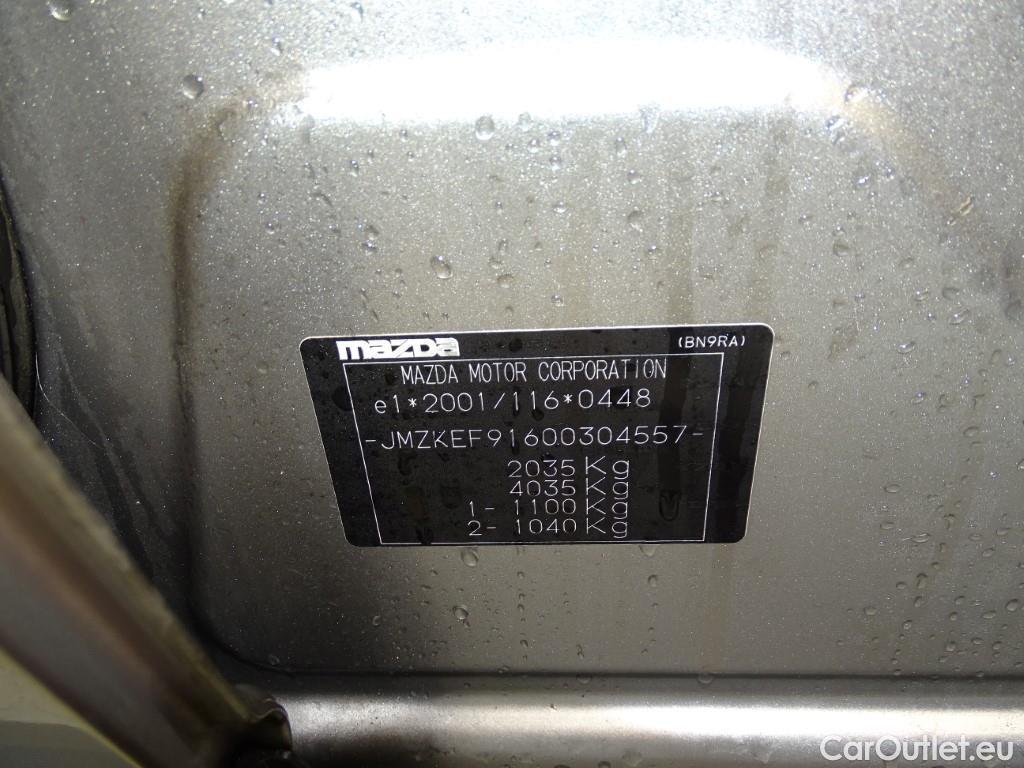 mazda
(BN9RA)
MAZDA MOTOR CORPORATION
e1*2001/116*0448
-JMZKEF91600304557-
2035 Kg
4035 Kg
1- 1100 Kg
2- 1040 Kg
CarOutlet.eu